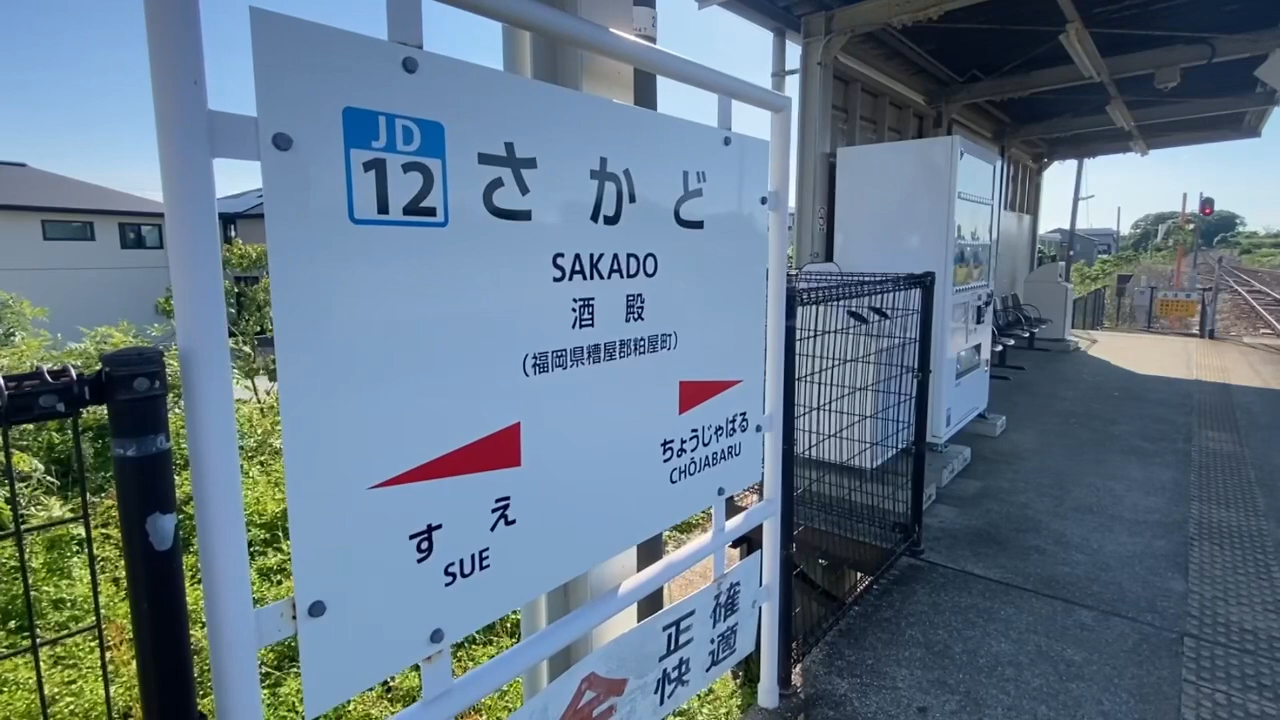 JD
12
さかど
SAKADO
酒殿
(福岡県糟屋郡粕屋町)
すえ
SUE
ちょうじゃばる
CHŌJABARU
正確
快適